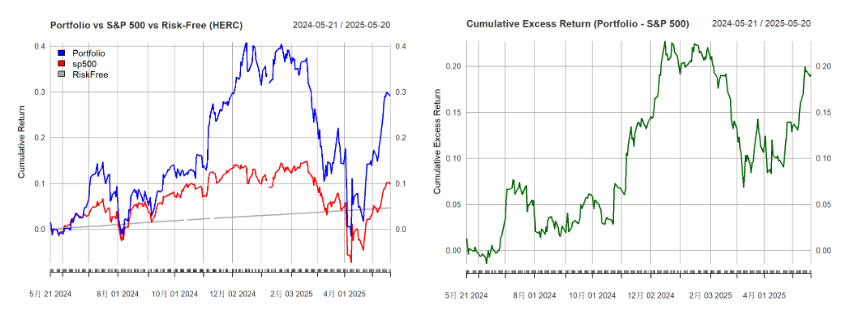 Portfolio vs S&P 500 vs Risk-Free (HERC)
2024-05-21 / 2025-05-20
0.4
0.3
0.2
0.1
0.0
Cumulative Return
Portfolio
sp500
RiskFree
0.4
0.3
0.2
0.1
0.0
5月 21 2024
8月 01 2024
10月 01 2024
12月 02 2024
2月 03 2025
4月 01 2025
Cumulative Excess Return (Portfolio - S&P 500)
2024-05-21 / 2025-05-20
0.20
0.15
0.10
0.05
0.00
Cumulative Excess Return
0.20
0.15
0.10
0.05
0.00
5月 21 2024
8月 01 2024
10月 01 2024
12月 02 2024
2月 03 2025
4月 01 2025